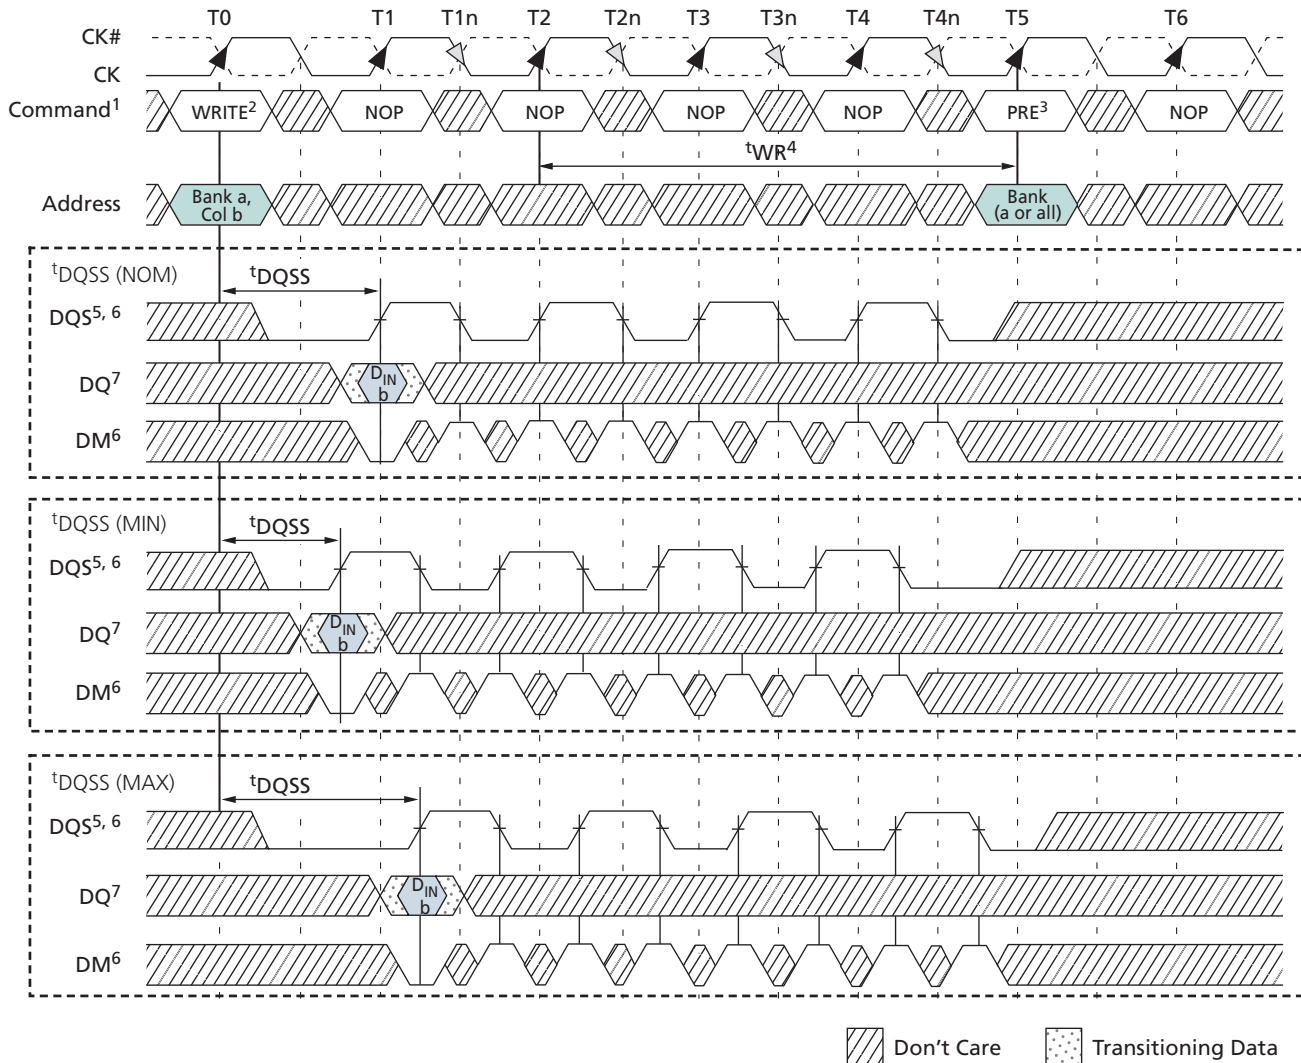 T0 T1 T1n T2 T2n T3 T3n T4 T4n T5 T6
CK#
CK
Command1 WRITE2 NOP NOP NOP NOP PRE3 NOP
tWR4
Address Bank a, Col b Bank (a or all)
tDQSS (NOM) tDQSS
DQS5, 6
DQ7 DIN b
DM6
tDQSS (MIN) tDQSS
DQS5, 6
DQ7 DIN b
DM6
tDQSS (MAX) tDQSS
DQS5, 6
DQ7 DIN b
DM6
Don't Care Transitioning Data